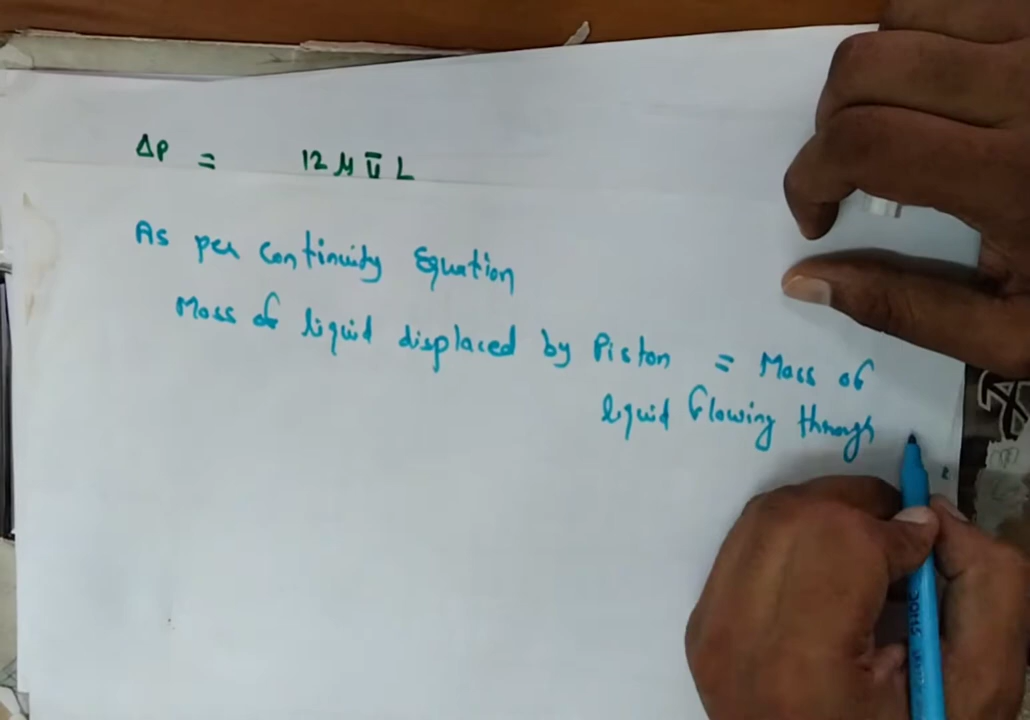 ΔP = 12 μ ū L
As per Continuity Equation
Mass of liquid displaced by Piston = Mass of
liquid flowing through